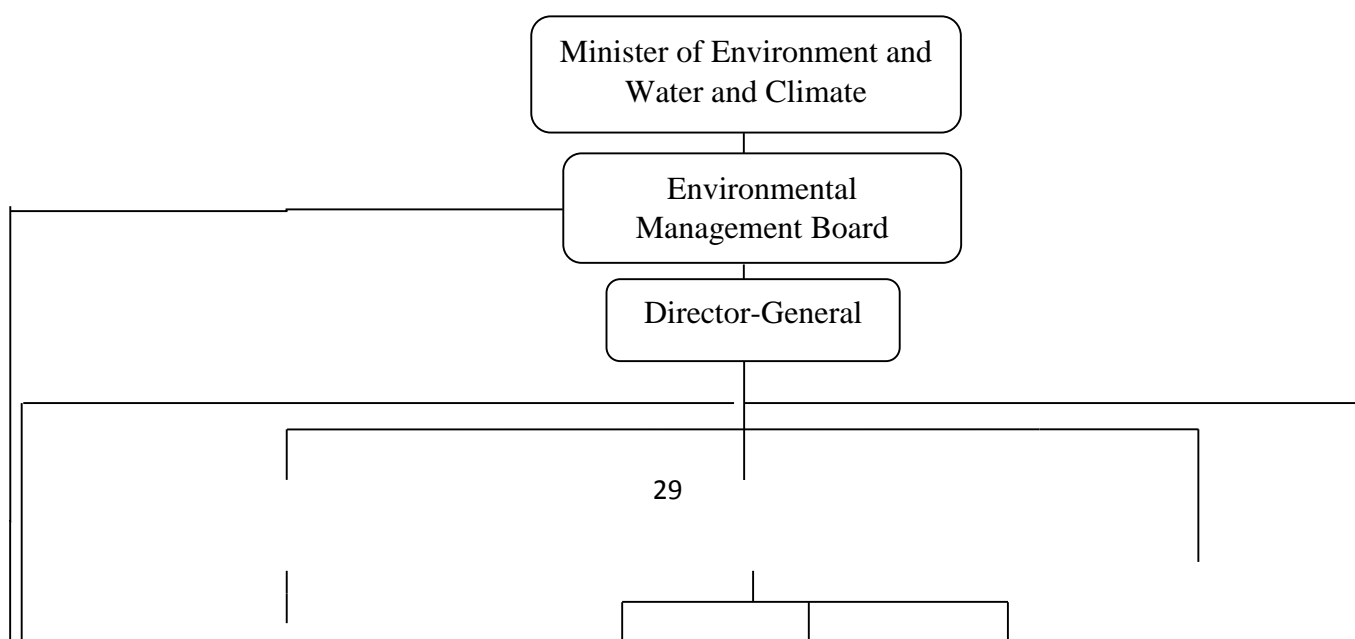 Minister of Environment and
Water and Climate
Environmental
Management Board
Director-General
29